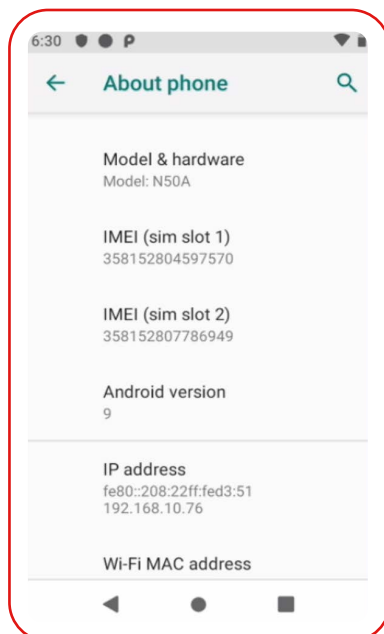 6:30
About phone
Model & hardware
Model: N50A
IMEI (sim slot 1)
358152804597570
IMEI (sim slot 2)
358152807786949
Android version
9
IP address
fe80::208:22ff:fed3:51
192.168.10.76
Wi-Fi MAC address